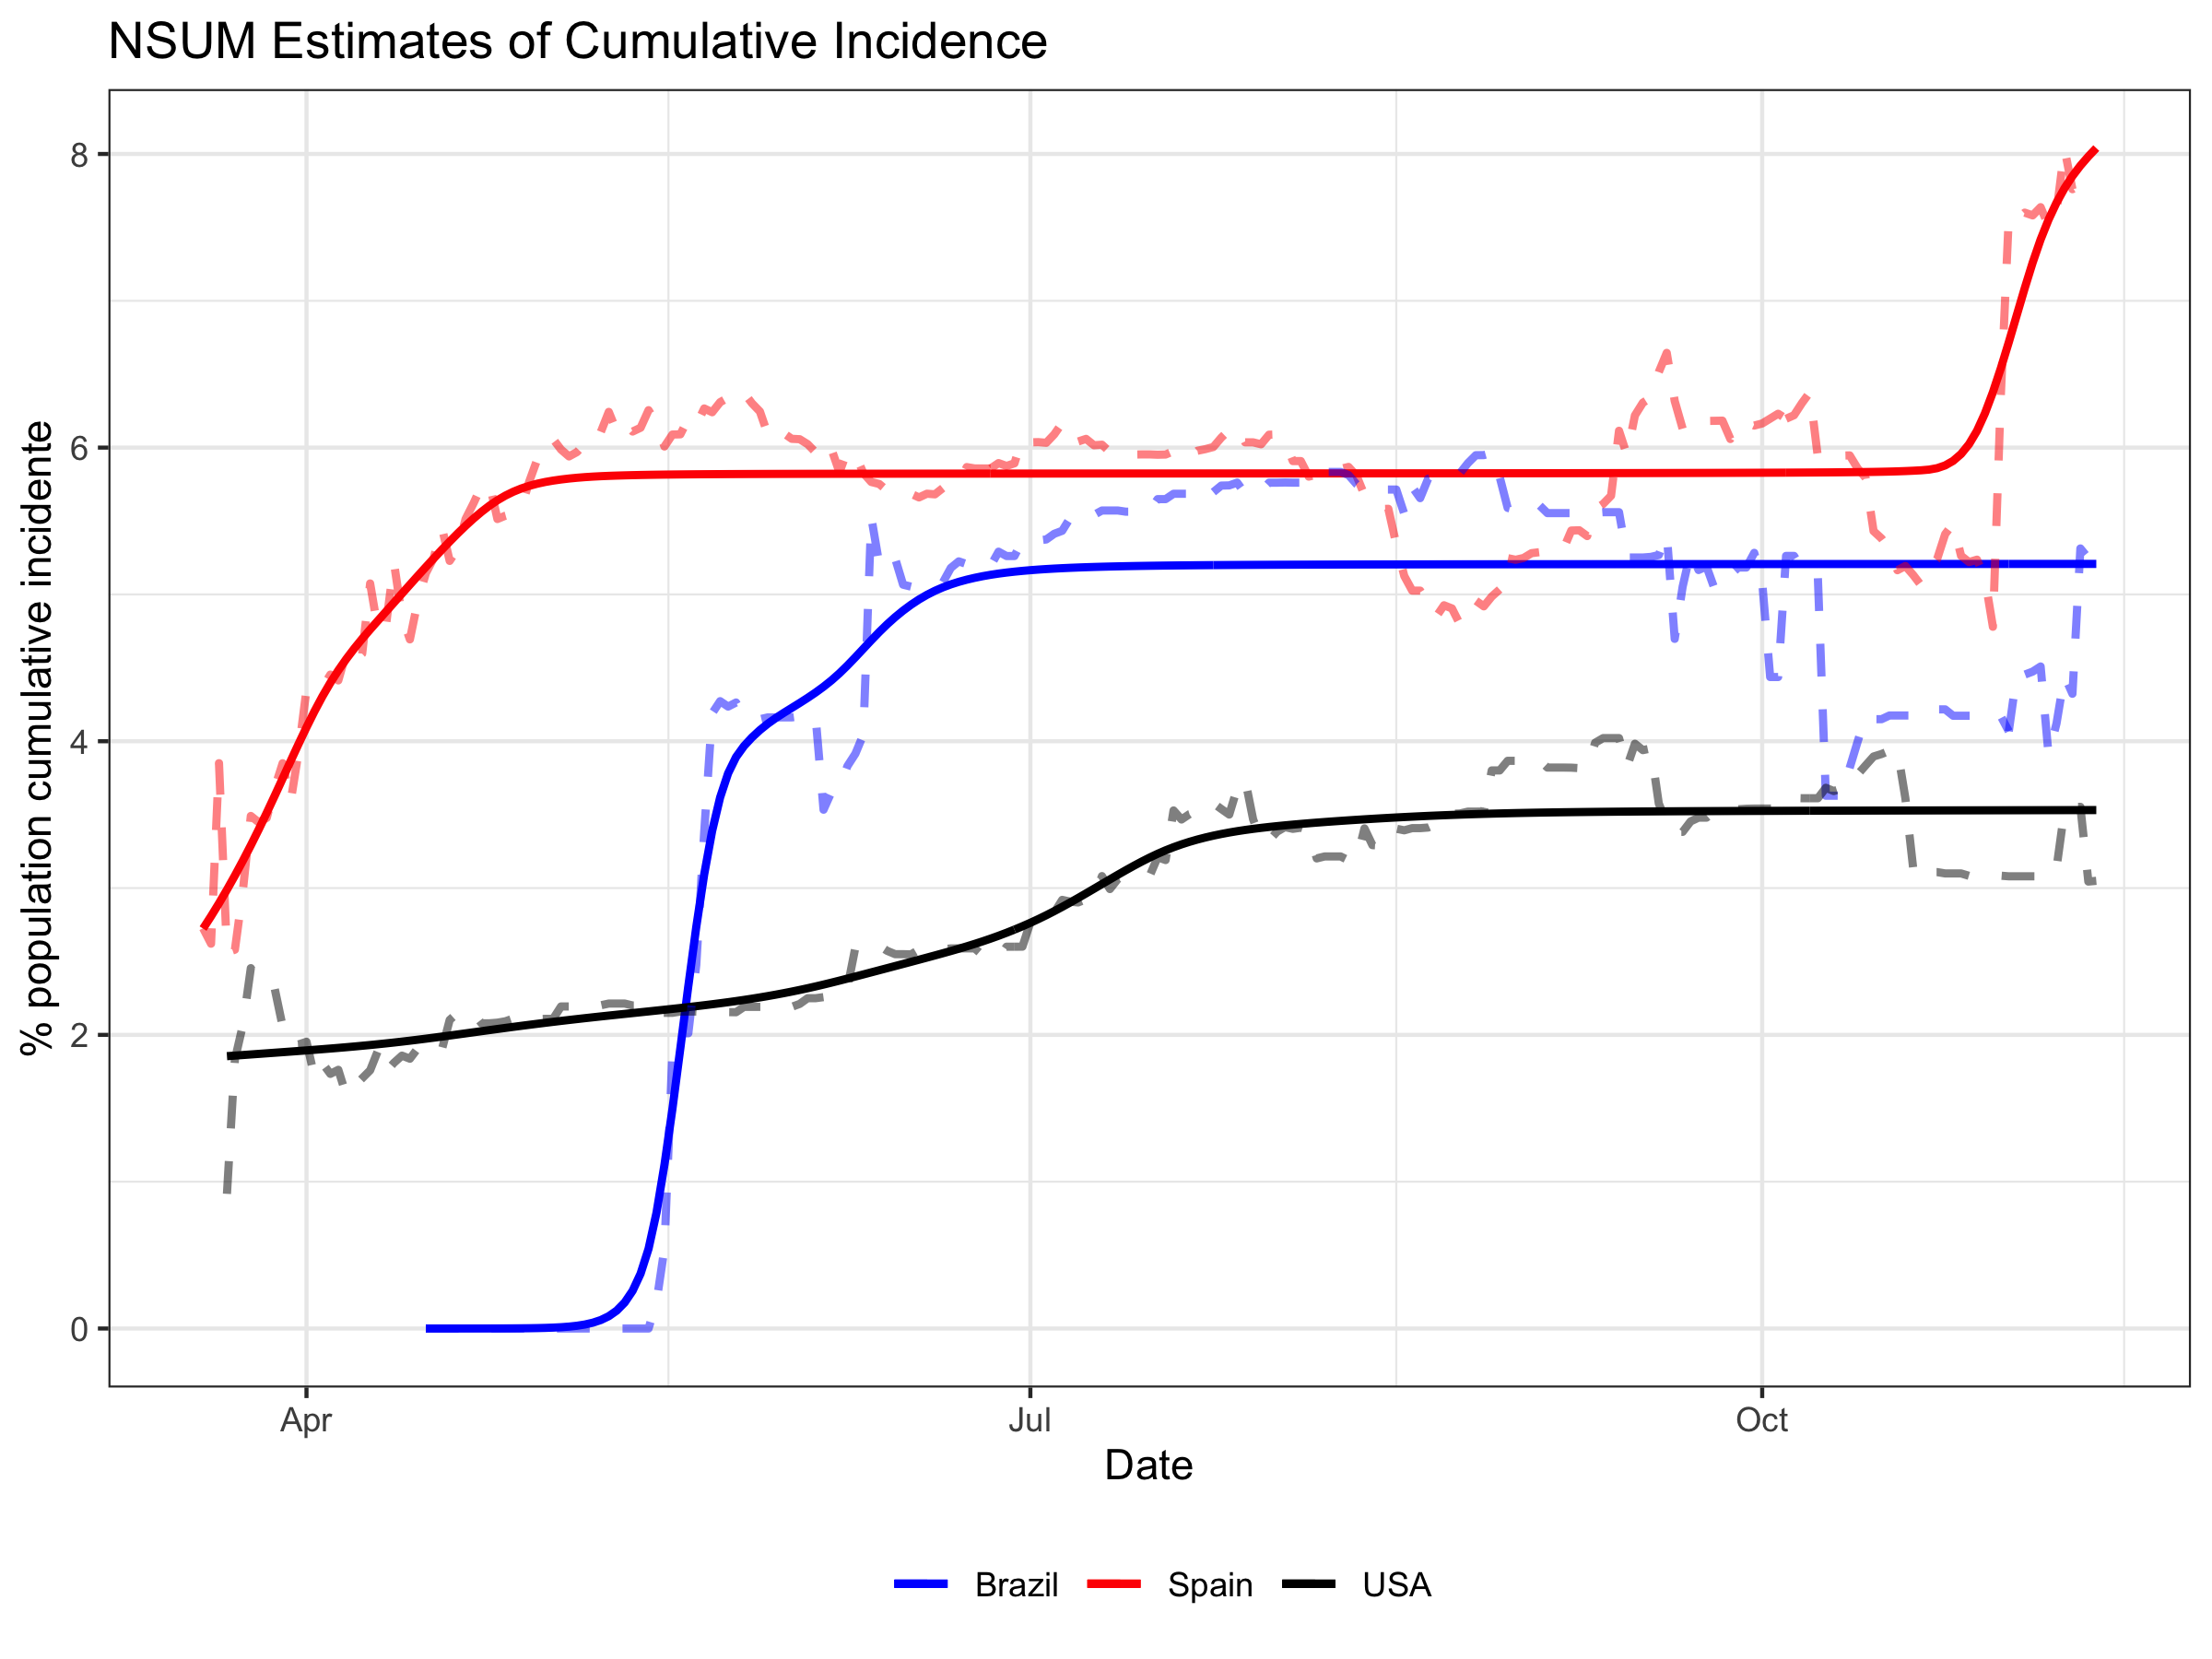 NSUM Estimates of Cumulative Incidence
% population cumulative incidente
8
6
4
2
0
Apr Jul Oct
Date
Brazil Spain USA